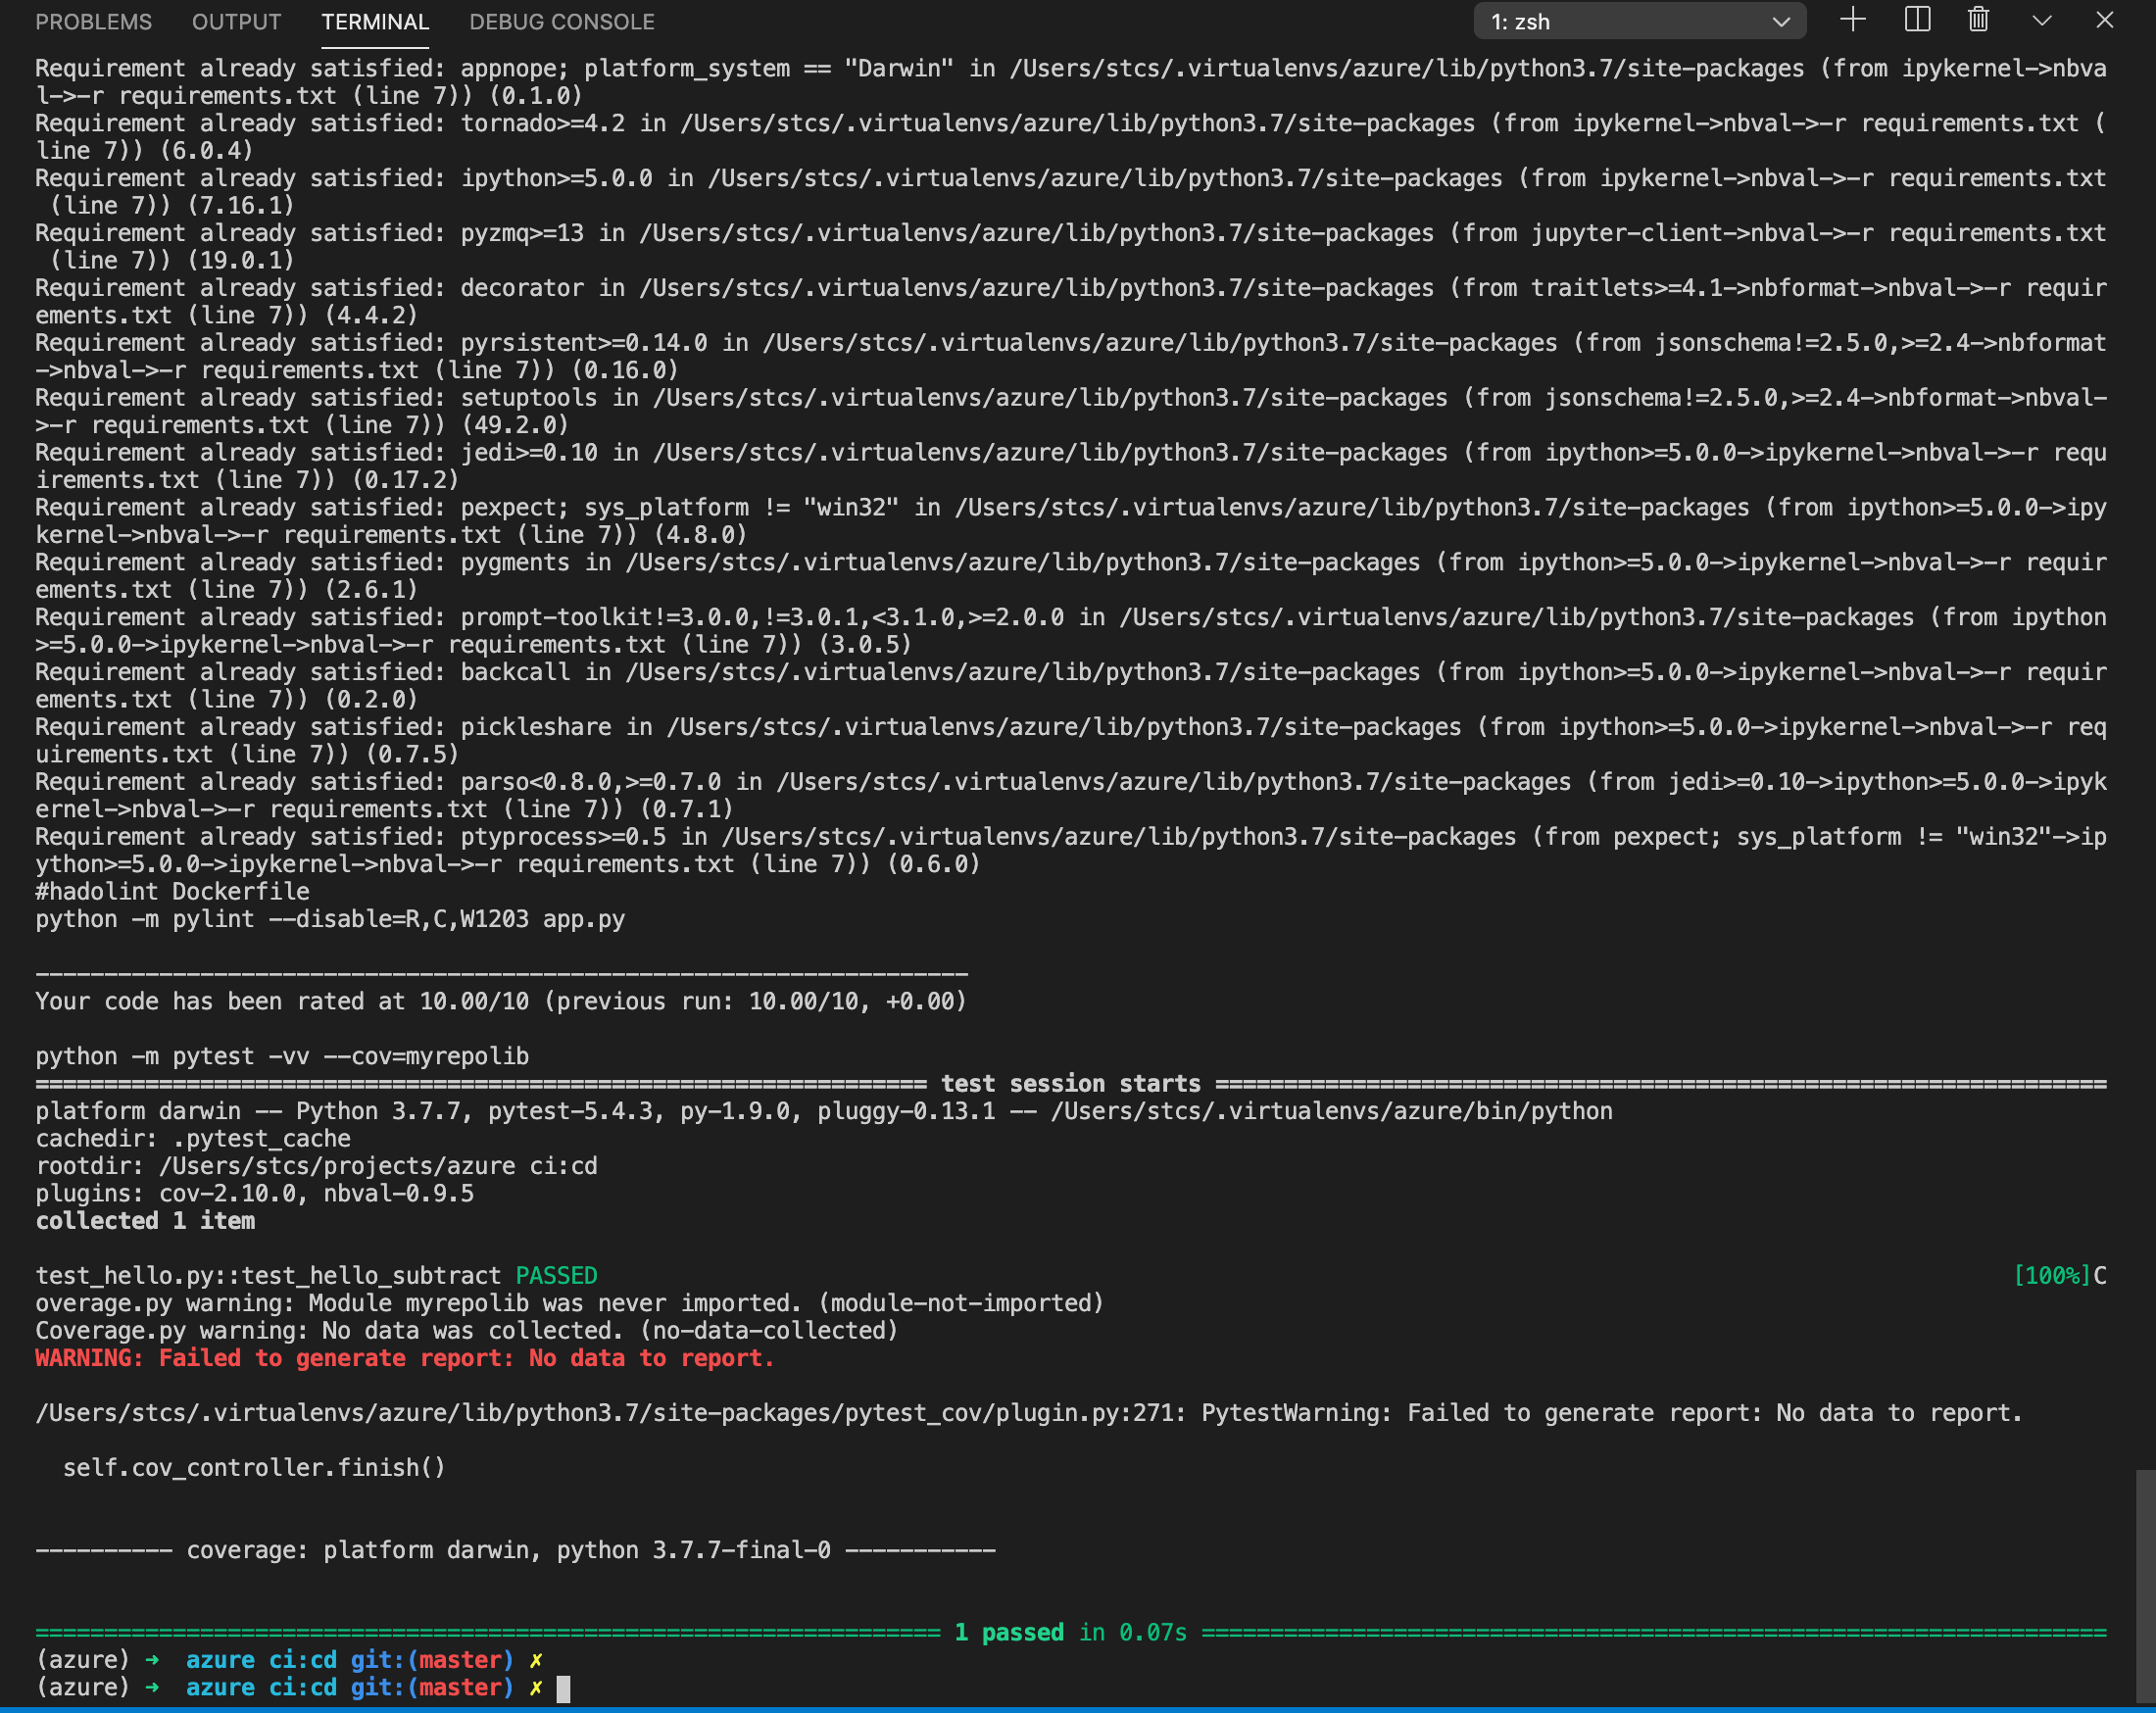 PROBLEMS OUTPUT TERMINAL DEBUG CONSOLE 1: zsh
Requirement already satisfied: appnope; platform_system == "Darwin" in /Users/stcs/.virtualenvs/azure/lib/python3.7/site-packages (from ipykernel->nbva
l->-r requirements.txt (line 7)) (0.1.0)
Requirement already satisfied: tornado>=4.2 in /Users/stcs/.virtualenvs/azure/lib/python3.7/site-packages (from ipykernel->nbval->-r requirements.txt (
line 7)) (6.0.4)
Requirement already satisfied: ipython>=5.0.0 in /Users/stcs/.virtualenvs/azure/lib/python3.7/site-packages (from ipykernel->nbval->-r requirements.txt
 (line 7)) (7.16.1)
Requirement already satisfied: pyzmq>=13 in /Users/stcs/.virtualenvs/azure/lib/python3.7/site-packages (from jupyter-client->nbval->-r requirements.txt
 (line 7)) (19.0.1)
Requirement already satisfied: decorator in /Users/stcs/.virtualenvs/azure/lib/python3.7/site-packages (from traitlets>=4.1->nbformat->nbval->-r requir
ements.txt (line 7)) (4.4.2)
Requirement already satisfied: pyrsistent>=0.14.0 in /Users/stcs/.virtualenvs/azure/lib/python3.7/site-packages (from jsonschema!=2.5.0,>=2.4->nbformat
->nbval->-r requirements.txt (line 7)) (0.16.0)
Requirement already satisfied: setuptools in /Users/stcs/.virtualenvs/azure/lib/python3.7/site-packages (from jsonschema!=2.5.0,>=2.4->nbformat->nbval-
>-r requirements.txt (line 7)) (49.2.0)
Requirement already satisfied: jedi>=0.10 in /Users/stcs/.virtualenvs/azure/lib/python3.7/site-packages (from ipython>=5.0.0->ipykernel->nbval->-r requ
irements.txt (line 7)) (0.17.2)
Requirement already satisfied: pexpect; sys_platform != "win32" in /Users/stcs/.virtualenvs/azure/lib/python3.7/site-packages (from ipython>=5.0.0->ipy
kernel->nbval->-r requirements.txt (line 7)) (4.8.0)
Requirement already satisfied: pygments in /Users/stcs/.virtualenvs/azure/lib/python3.7/site-packages (from ipython>=5.0.0->ipykernel->nbval->-r requir
ements.txt (line 7)) (2.6.1)
Requirement already satisfied: prompt-toolkit!=3.0.0,!=3.0.1,<3.1.0,>=2.0.0 in /Users/stcs/.virtualenvs/azure/lib/python3.7/site-packages (from ipython
>=5.0.0->ipykernel->nbval->-r requirements.txt (line 7)) (3.0.5)
Requirement already satisfied: backcall in /Users/stcs/.virtualenvs/azure/lib/python3.7/site-packages (from ipython>=5.0.0->ipykernel->nbval->-r requir
ements.txt (line 7)) (0.2.0)
Requirement already satisfied: pickleshare in /Users/stcs/.virtualenvs/azure/lib/python3.7/site-packages (from ipython>=5.0.0->ipykernel->nbval->-r req
uirements.txt (line 7)) (0.7.5)
Requirement already satisfied: parso<0.8.0,>=0.7.0 in /Users/stcs/.virtualenvs/azure/lib/python3.7/site-packages (from jedi>=0.10->ipython>=5.0.0->ipyk
ernel->nbval->-r requirements.txt (line 7)) (0.7.1)
Requirement already satisfied: ptyprocess>=0.5 in /Users/stcs/.virtualenvs/azure/lib/python3.7/site-packages (from pexpect; sys_platform != "win32"->ip
ython>=5.0.0->ipykernel->nbval->-r requirements.txt (line 7)) (0.6.0)
#hadolint Dockerfile
python -m pylint --disable=R,C,W1203 app.py
--------------------------------------------------------------------
Your code has been rated at 10.00/10 (previous run: 10.00/10, +0.00)
python -m pytest -vv --cov=myrepolib
================================================================= test session starts =================================================================
platform darwin -- Python 3.7.7, pytest-5.4.3, py-1.9.0, pluggy-0.13.1 -- /Users/stcs/.virtualenvs/azure/bin/python
cachedir: .pytest_cache
rootdir: /Users/stcs/projects/azure ci:cd
plugins: cov-2.10.0, nbval-0.9.5
collected 1 item
test_hello.py::test_hello_subtract PASSED [100%]C
overage.py warning: Module myrepolib was never imported. (module-not-imported)
Coverage.py warning: No data was collected. (no-data-collected)
WARNING: Failed to generate report: No data to report.
/Users/stcs/.virtualenvs/azure/lib/python3.7/site-packages/pytest_cov/plugin.py:271: PytestWarning: Failed to generate report: No data to report.
  self.cov_controller.finish()
---------- coverage: platform darwin, python 3.7.7-final-0 -----------
================================================================== 1 passed in 0.07s ==================================================================
(azure) ➜  azure ci:cd git:(master) ✗
(azure) ➜  azure ci:cd git:(master) ✗